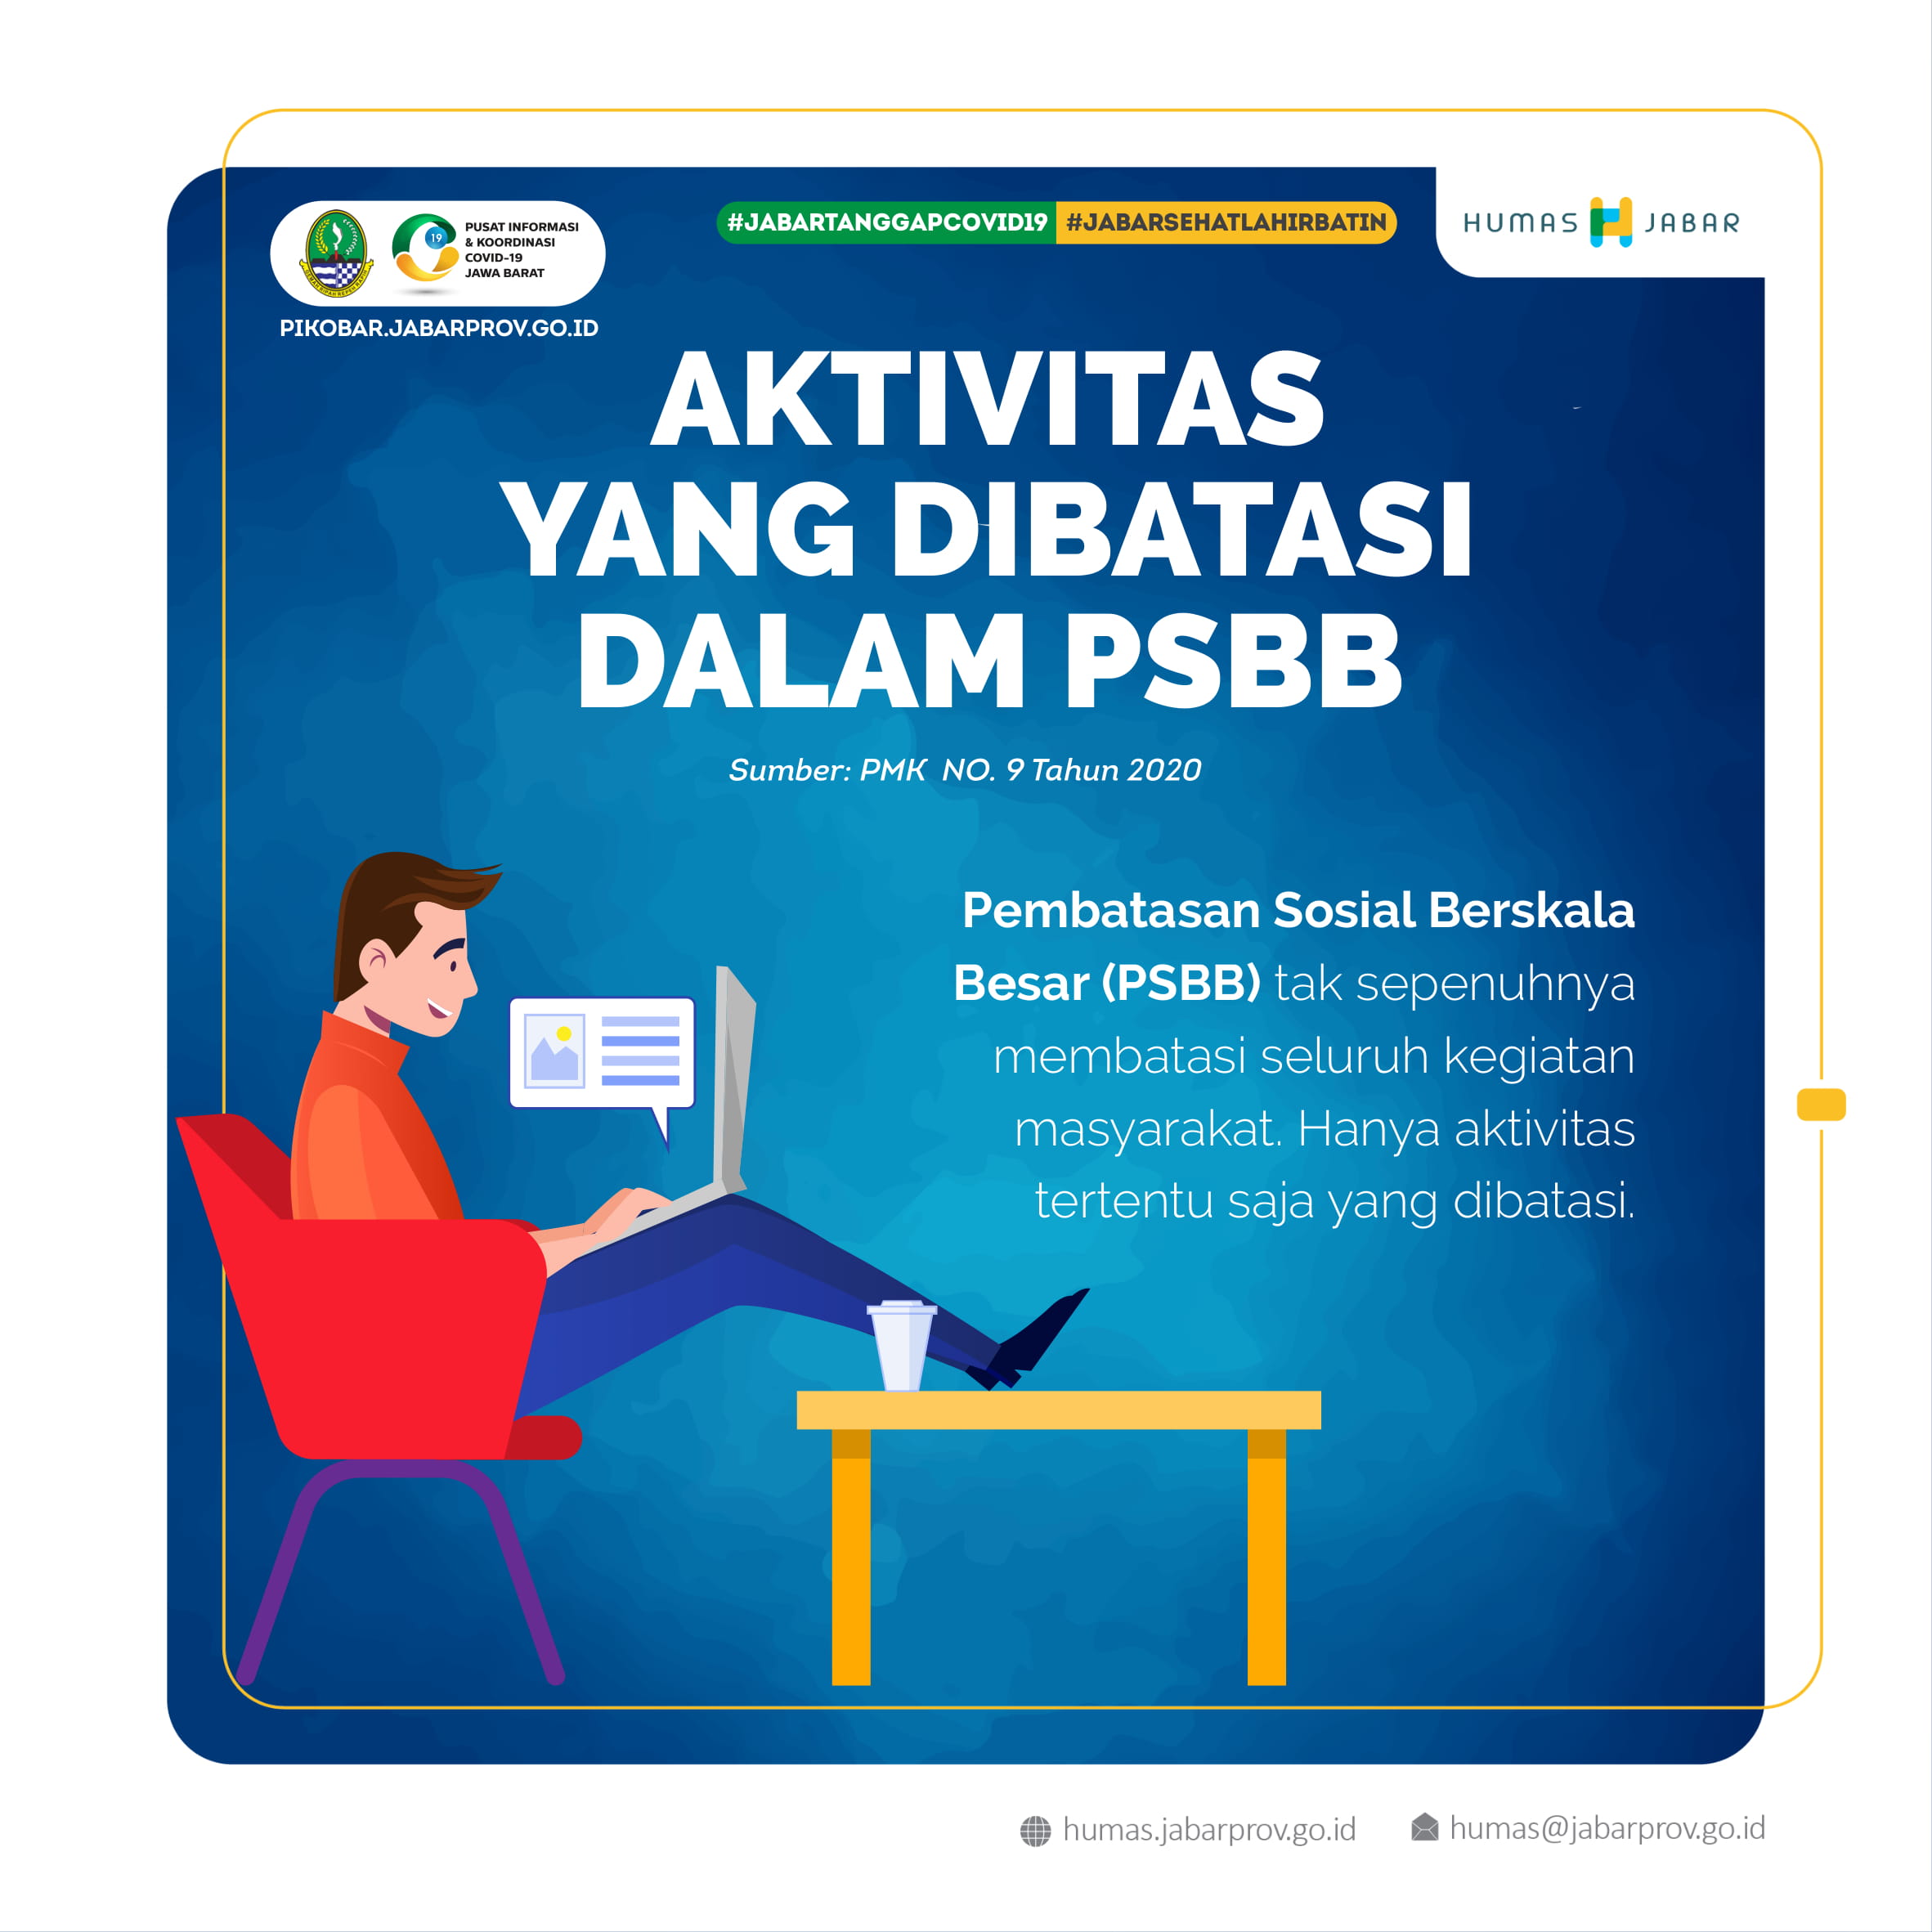 PUSAT INFORMASI
& KOORDINASI
COVID-19
JAWA BARAT
19
PIKOBAR.JABARPROV.GO.ID
#JABARTANGGAPCOVID19 #JABARSEHATLAHIRBATIN
HUMAS JABAR
AKTIVITAS
YANG DIBATASI
DALAM PSBB
Sumber: PMK NO. 9 Tahun 2020
Pembatasan Sosial Berskala
Besar (PSBB) tak sepenuhnya
membatasi seluruh kegiatan
masyarakat. Hanya aktivitas
tertentu saja yang dibatasi.
humas.jabarprov.go.id
humas@jabarprov.go.id